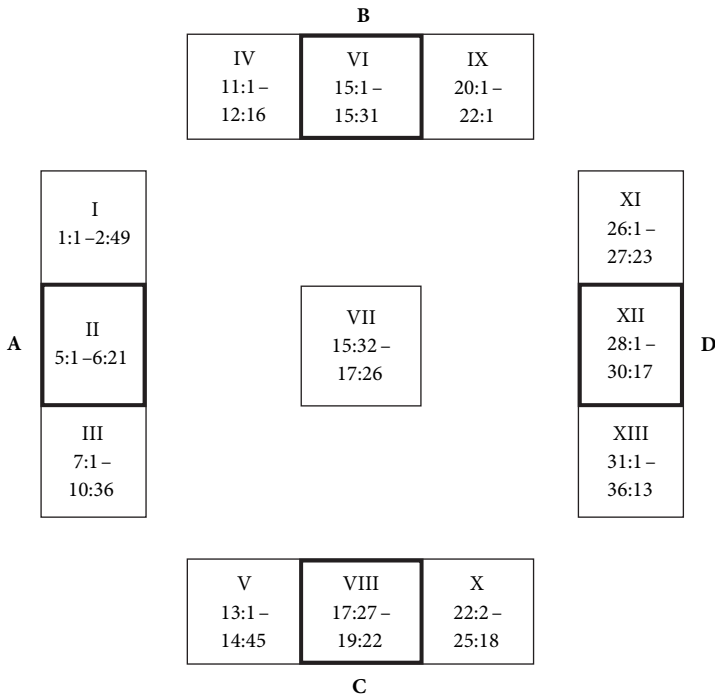 B
IV
11:1 –
12:16
VI
15:1 –
15:31
IX
20:1 –
22:1
A
I
1:1 –2:49
II
5:1 –6:21
III
7:1 –
10:36
VII
15:32 –
17:26
XI
26:1 –
27:23
XII
28:1 –
30:17
XIII
31:1 –
36:13
D
V
13:1 –
14:45
VIII
17:27 –
19:22
X
22:2 –
25:18
C